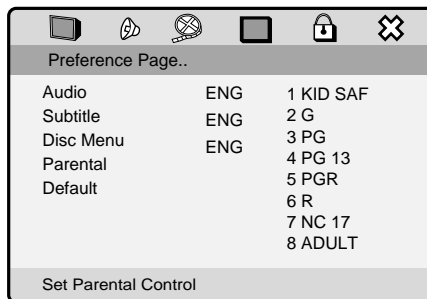 Preference Page..
Audio ENG
Subtitle ENG
Disc Menu ENG
Parental
Default
1 KID SAF
2 G
3 PG
4 PG 13
5 PGR
6 R
7 NC 17
8 ADULT
Set Parental Control